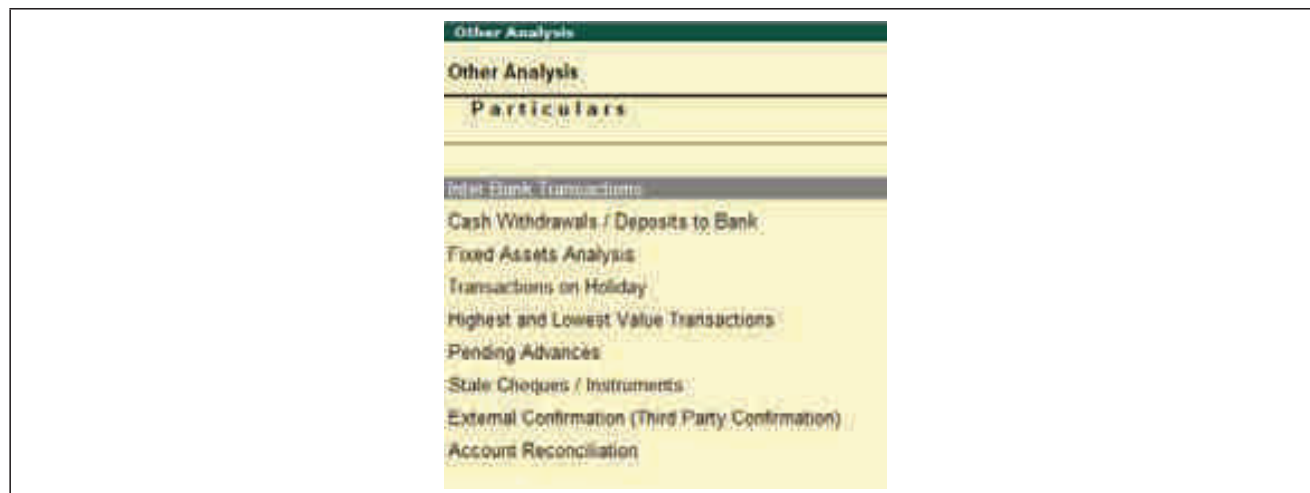 Other Analysis
Other Analysis
Particulars
Inter Bank Transactions
Cash Withdrawals / Deposits to Bank
Fixed Assets Analysis
Transactions on Holiday
Highest and Lowest Value Transactions
Pending Advances
Stale Cheques / Instruments
External Confirmation (Third Party Confirmation)
Account Reconciliation